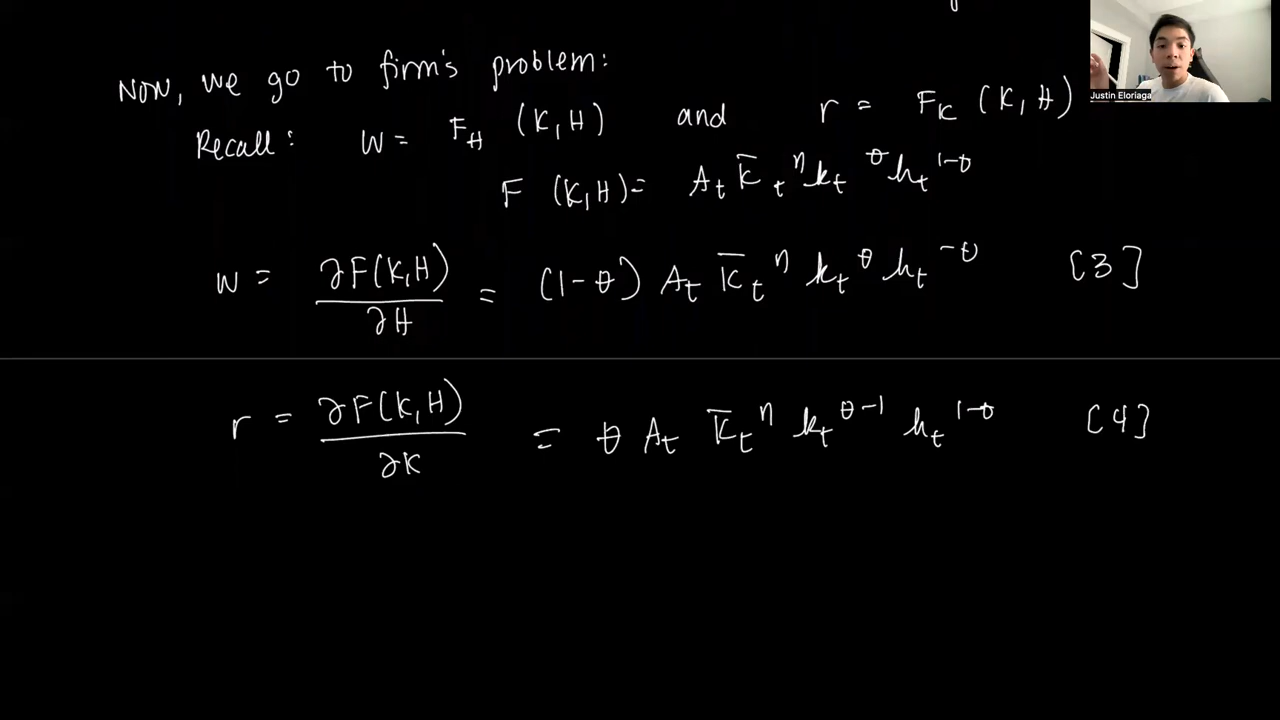 Now, we go to firm's problem:
Justin Eloriaga
Recall: w = F_H (K, H) and r = F_K (K, H)
F (K, H) = A_t K̄_t^η k_t^θ h_t^{1-θ}
w = ∂F(K,H)/∂H = (1-θ) A_t K̄_t^η k_t^θ h_t^{-θ} [3]
r = ∂F(K,H)/∂K = θ A_t K̄_t^η k_t^{θ-1} h_t^{1-θ} [4]